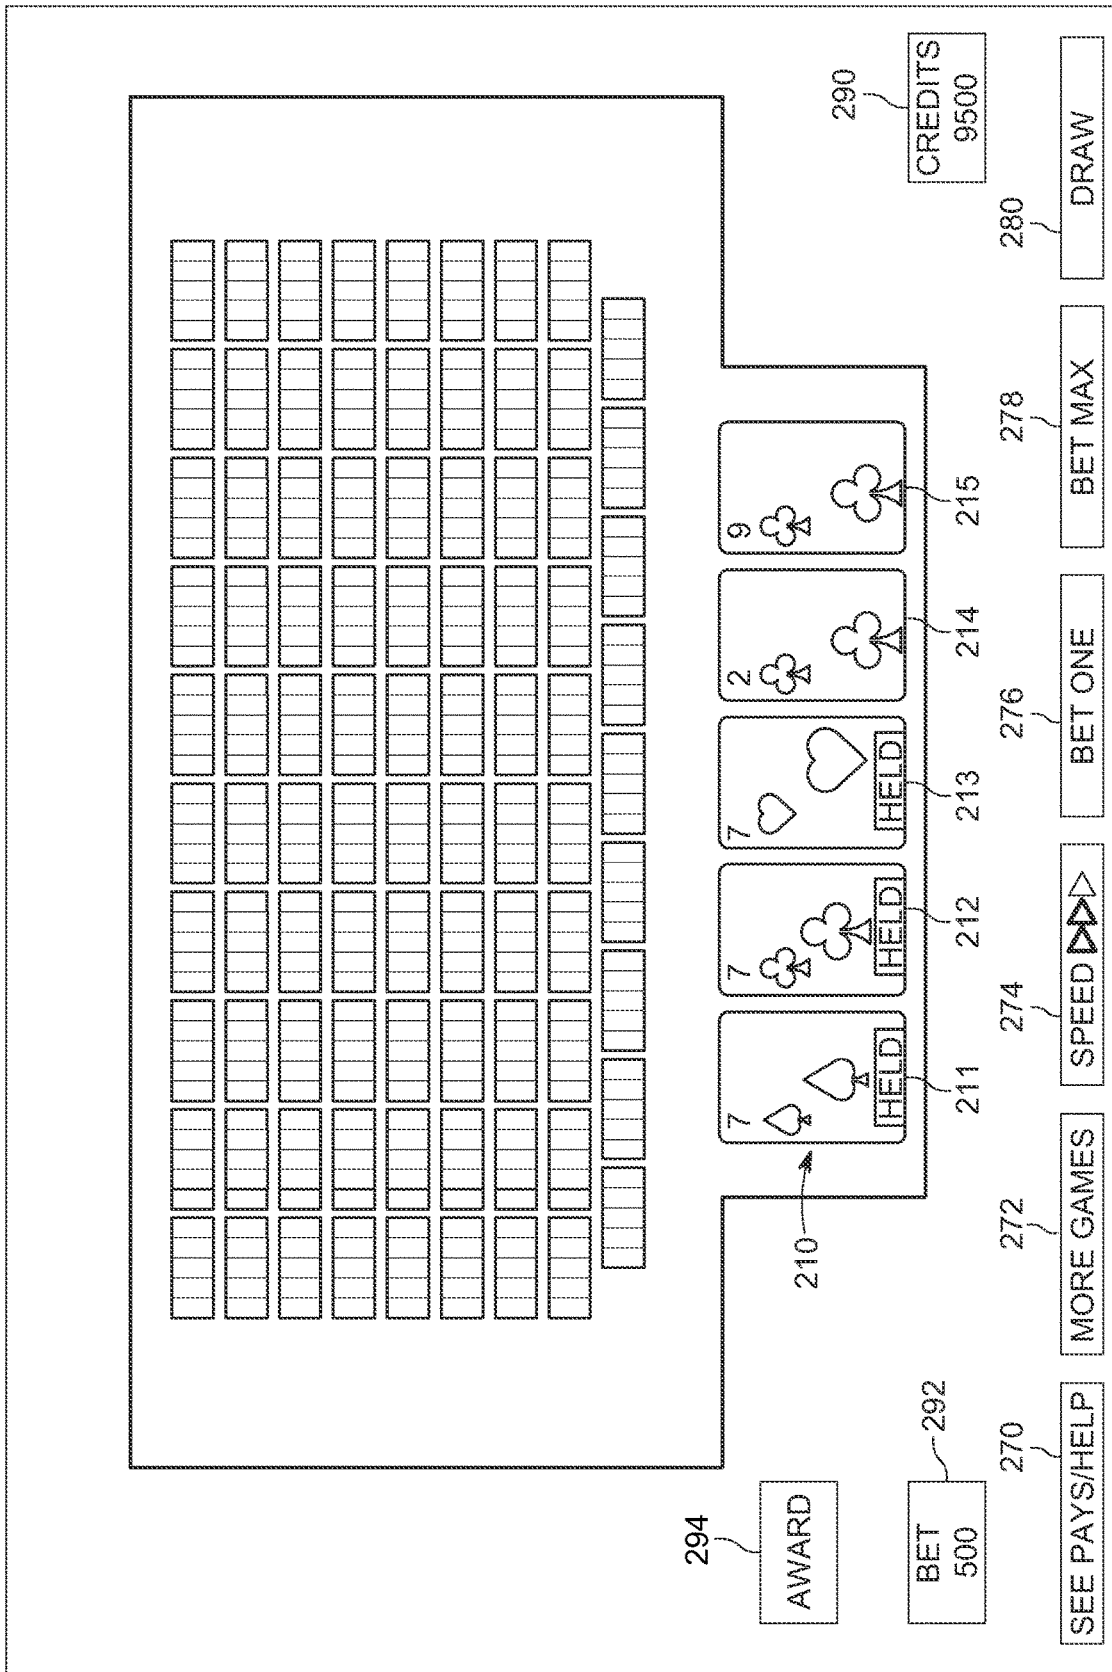 294
AWARD
210
7
HELD
211
7
HELD
212
7
HELD
213
2
214
9
215
292
BET
500
290
CREDITS
9500
270
SEE PAYS/HELP
272
MORE GAMES
274
SPEED
276
BET ONE
278
BET MAX
280
DRAW